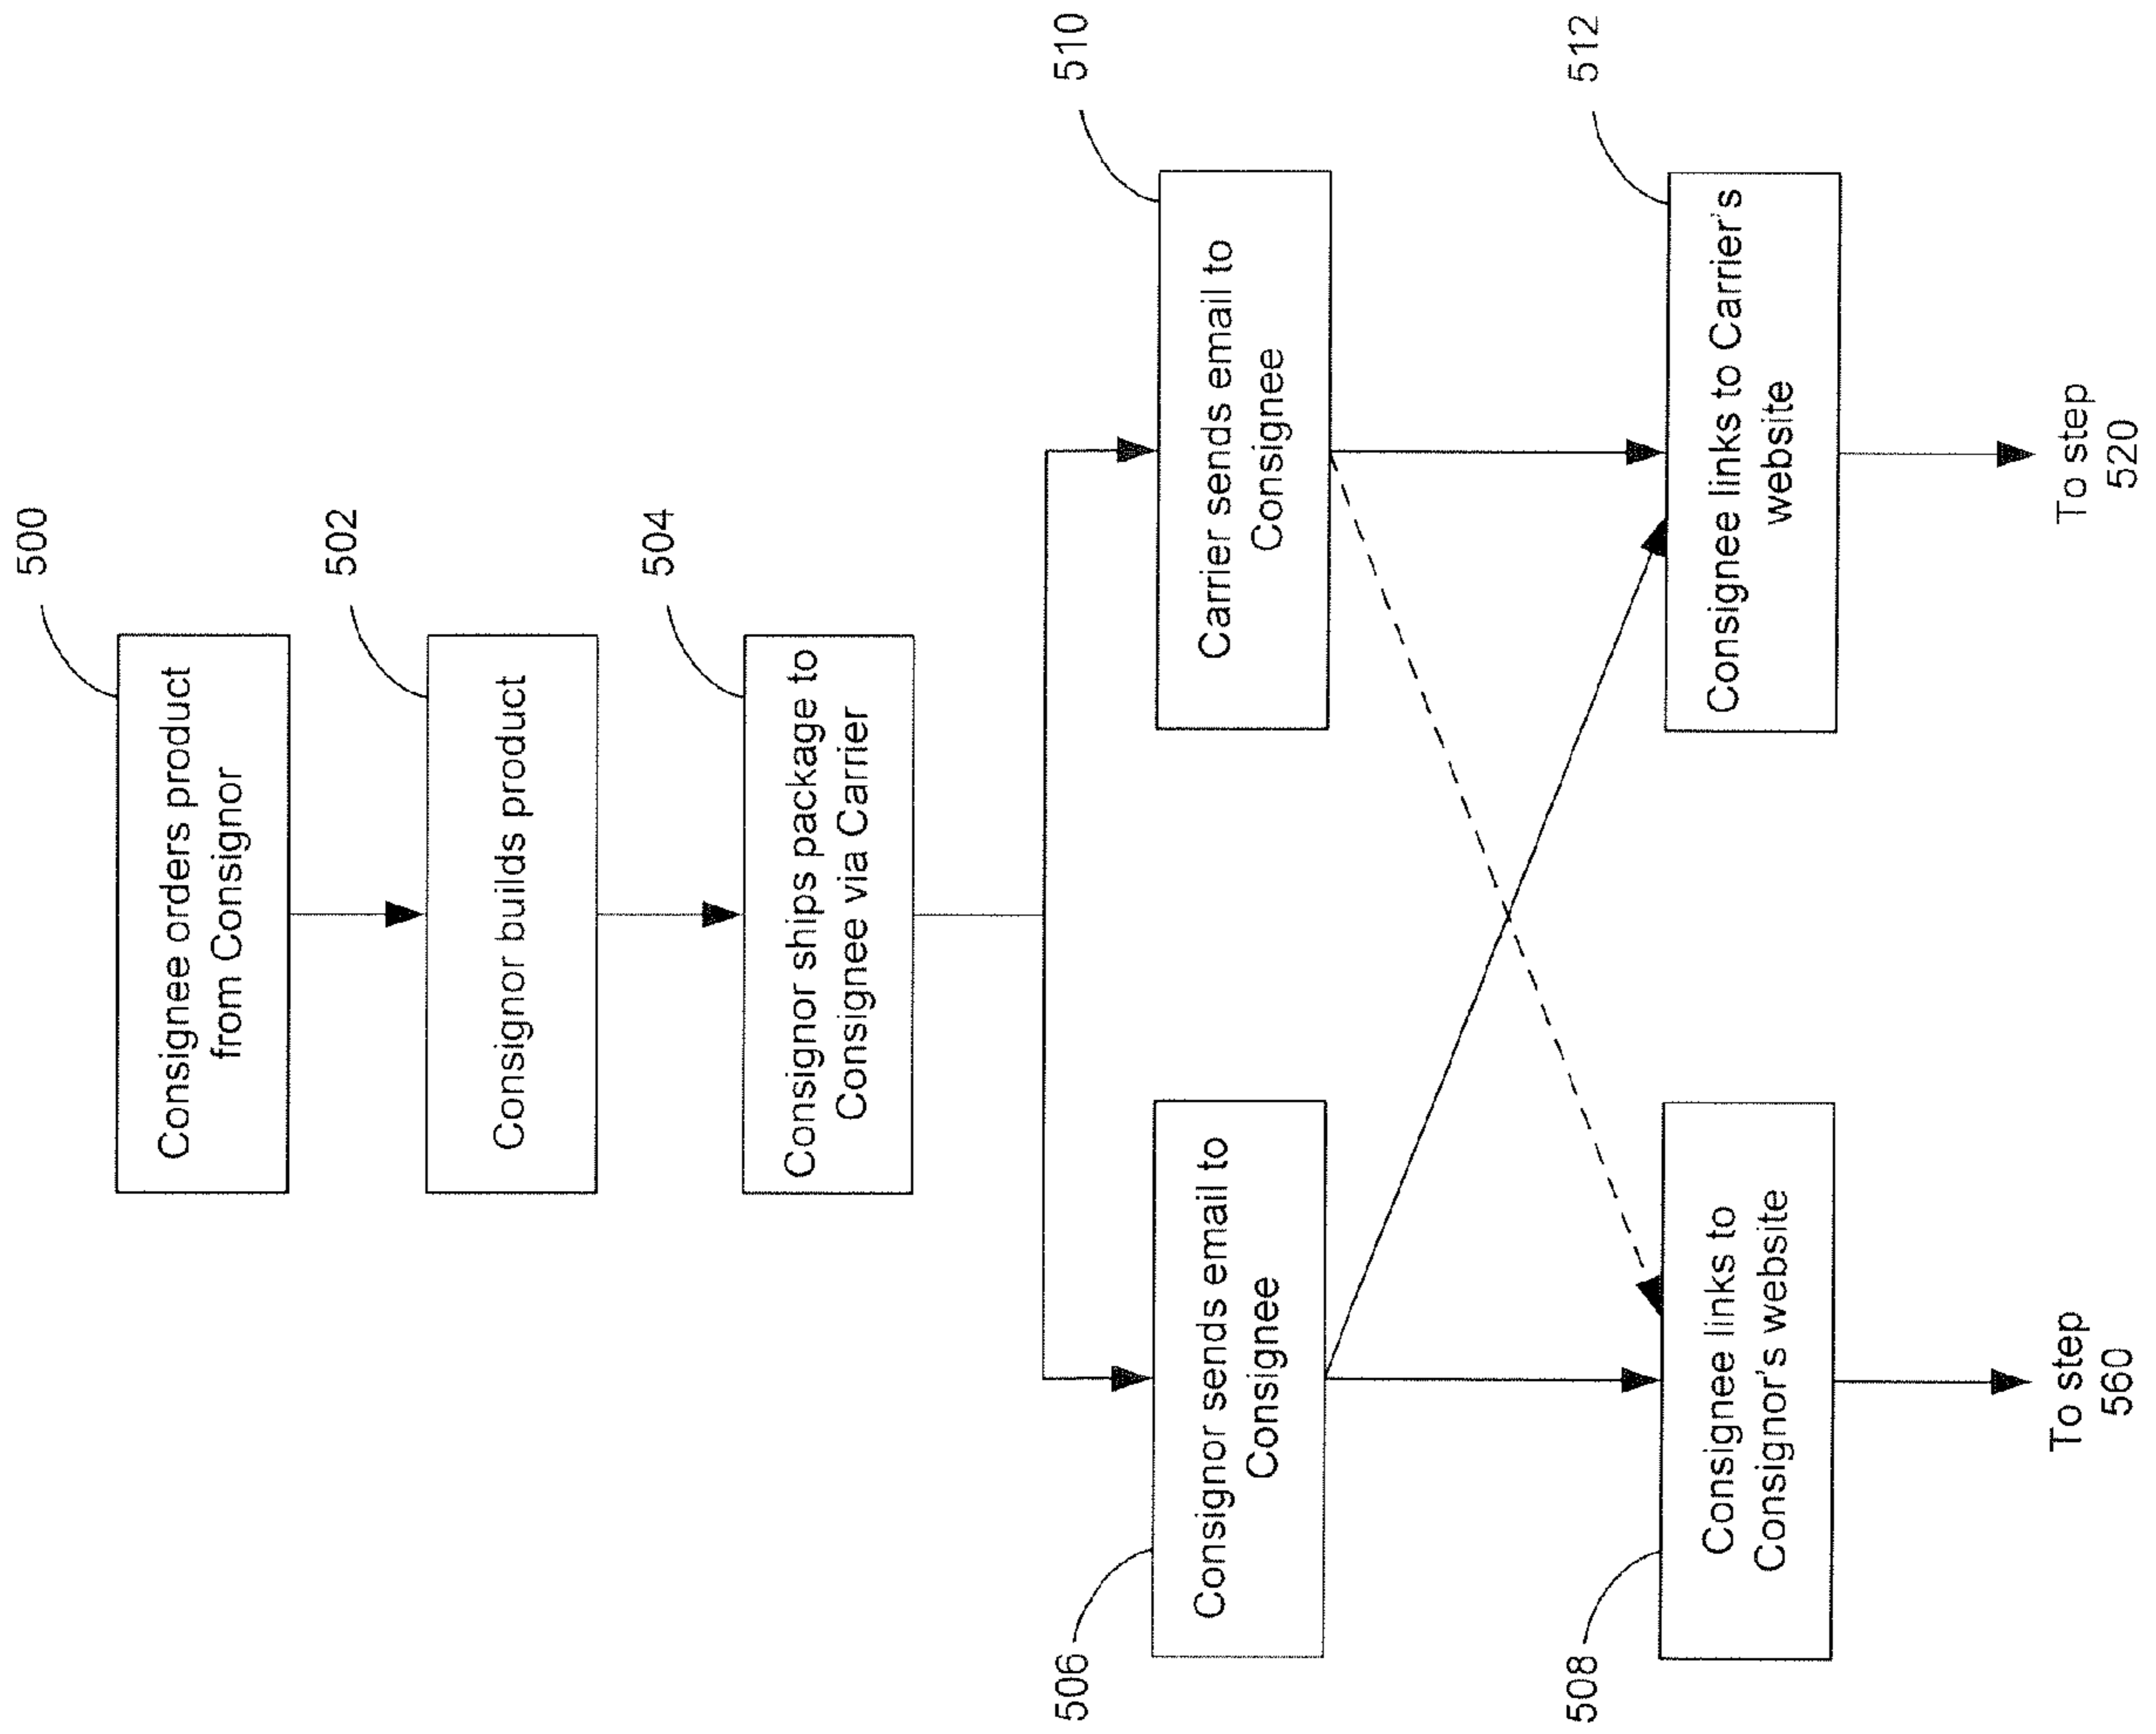 500
Consignee orders product
from Consignor
502
Consignor builds product
504
Consignor ships package to
Consignee via Carrier
506
Consignor sends email to
Consignee
510
Carrier sends email to
Consignee
508
Consignee links to
Consignor's website
512
Consignee links to Carrier's
website
To step
560
To step
520